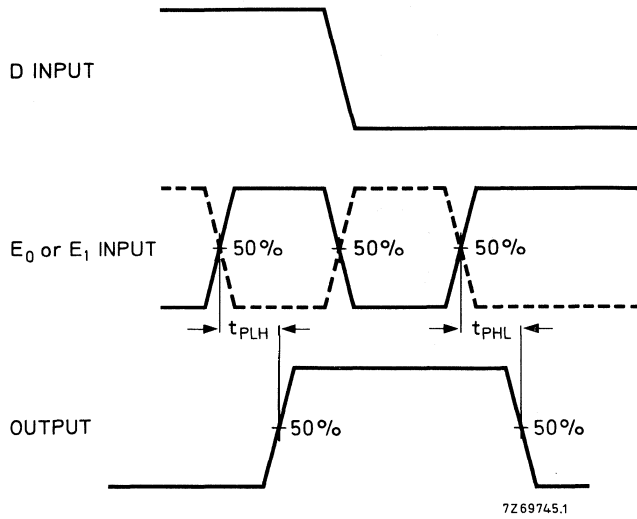 D INPUT
E₀ or E₁ INPUT
50%
50%
50%
tPLH
tPHL
OUTPUT
50%
50%
7Z69745.1